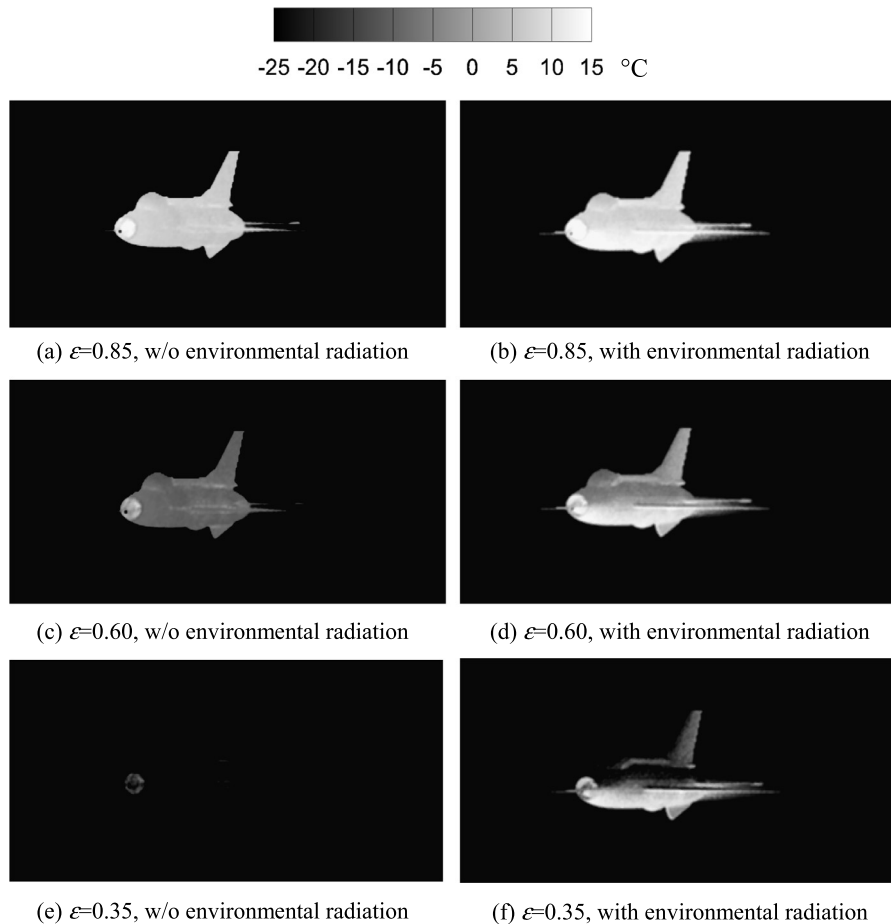 -25 -20 -15 -10 -5 0 5 10 15 °C
(a) ε=0.85, w/o environmental radiation
(b) ε=0.85, with environmental radiation
(c) ε=0.60, w/o environmental radiation
(d) ε=0.60, with environmental radiation
(e) ε=0.35, w/o environmental radiation
(f) ε=0.35, with environmental radiation